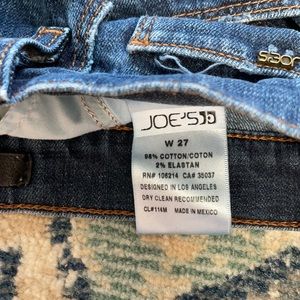 JOE'S
W 27
98% COTTON/COTON
2% ELASTAN
RN# 106214 CA# 35037
DESIGNED IN LOS ANGELES
DRY CLEAN RECOMMENDED
CL#114M MADE IN MEXICO
JOE'S